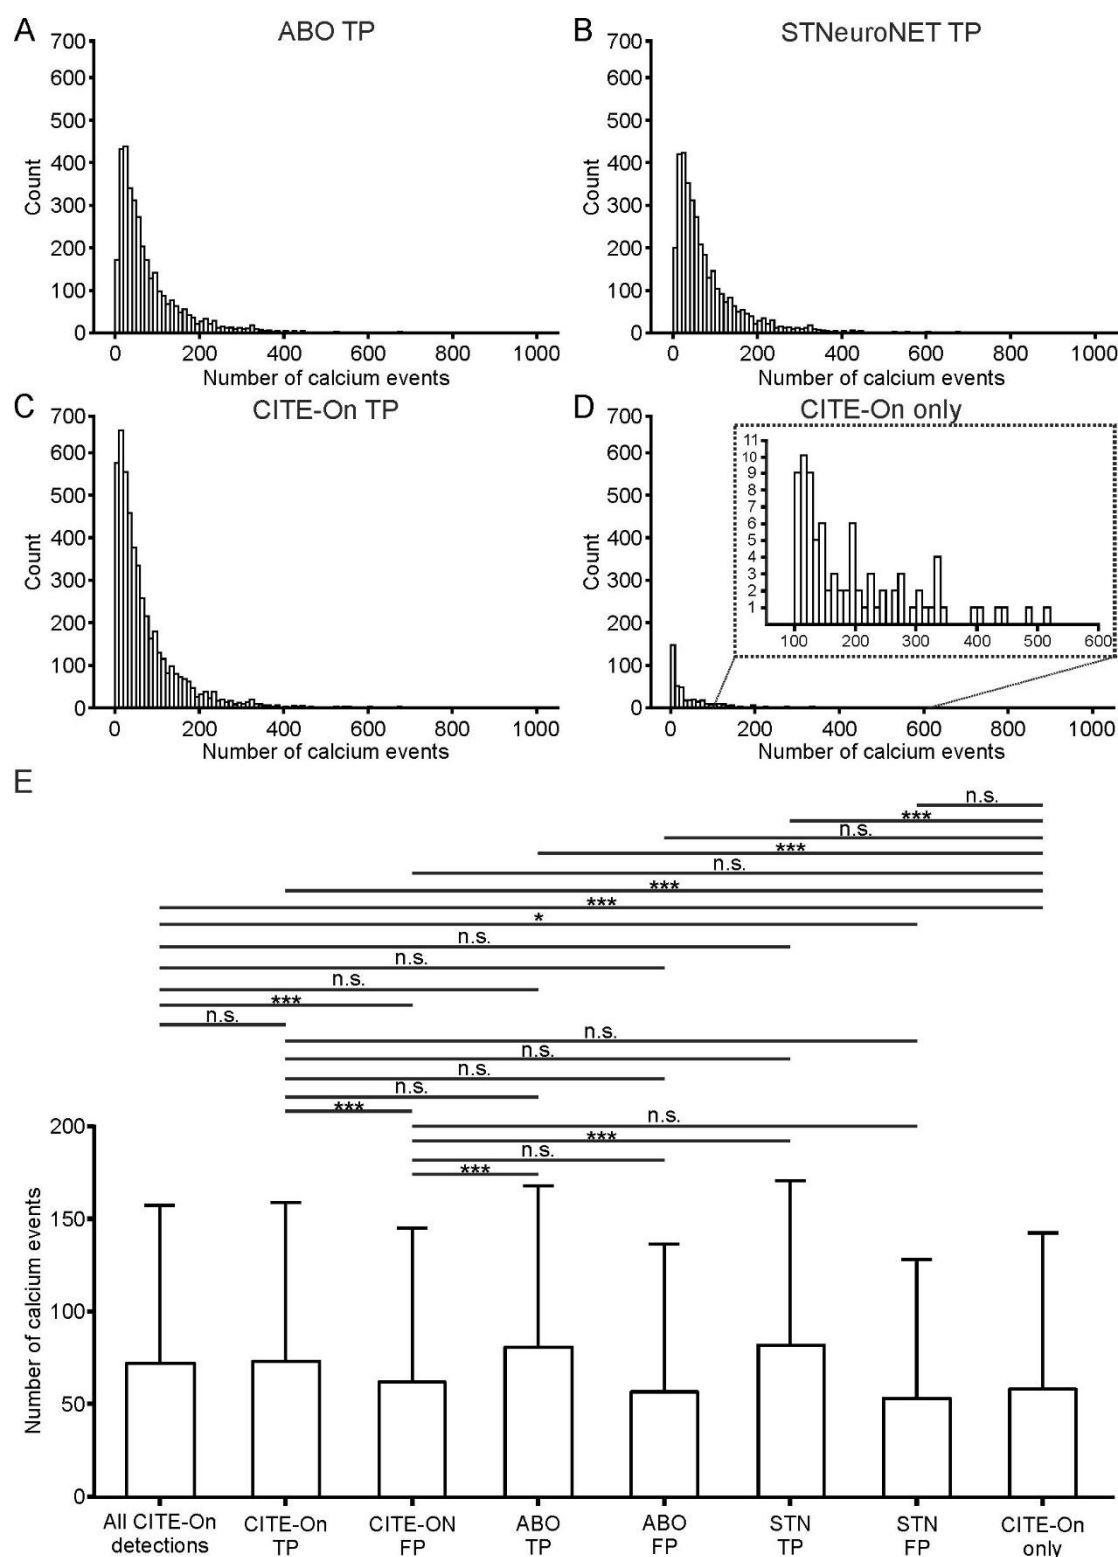 A
ABO TP
700
600
500
400
300
200
100
0
Count
0 200 400 600 800 1000
Number of calcium events
B
STNeuroNET TP
700
600
500
400
300
200
100
0
Count
0 200 400 600 800 1000
Number of calcium events
C
CITE-On TP
700
600
500
400
300
200
100
0
Count
0 200 400 600 800 1000
Number of calcium events
D
CITE-On only
700
600
500
400
300
200
100
0
Count
11
10
9
8
7
6
5
4
3
2
1
100 200 300 400 500 600
0 200 400 600 800 1000
Number of calcium events
E
n.s.
***
n.s.
***
n.s.
***
***
*
n.s.
n.s.
n.s.
***
n.s.
n.s.
n.s.
n.s.
n.s.
***
n.s.
***
n.s.
***
200
150
100
50
0
Number of calcium events
All CITE-On
detections
CITE-On
TP
CITE-ON
FP
ABO
TP
ABO
FP
STN
TP
STN
FP
CITE-On
only